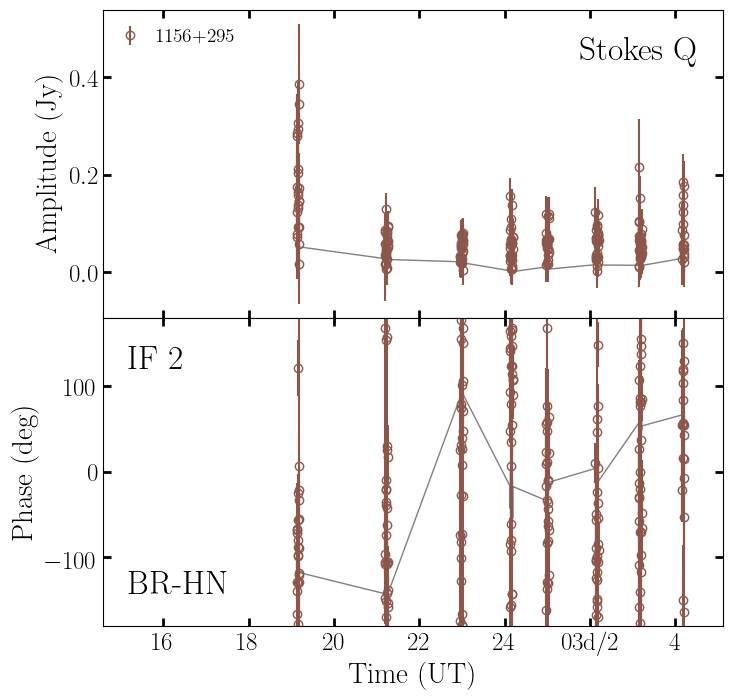 1156+295
Stokes Q
Amplitude (Jy)
0.4
0.2
0.0
IF 2
Phase (deg)
100
0
−100
BR-HN
16 18 20 22 24 03d/2 4
Time (UT)